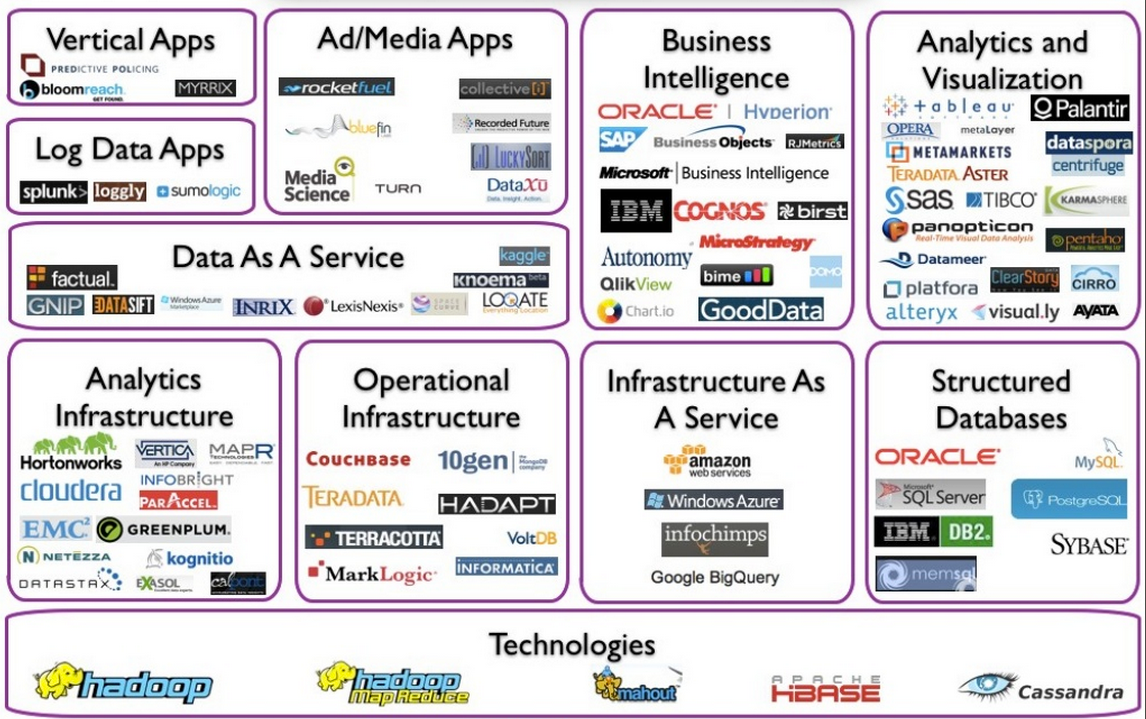 Vertical Apps
PREDICTIVE POLICING
bloomreach.
GET FOUND.
MYRRIX
Log Data Apps
splunk>
loggly
sumologic
Ad/Media Apps
rocketfuel
collective[i]
bluefin
LABS
Recorded Future
LUCKYSORT
Media Science
TURN
DataXu
Data. Insight. Action.
Data As A Service
kaggle
factual.
knoema beta
GNIP
DATASIFT
Windows Azure
Marketplace
INRIX
LexisNexis®
SPACE
CURVE
LOQATE
Everything Location
Business
Intelligence
ORACLE® | Hyperion®
SAP
Business Objects™
RJMetrics
Microsoft® | Business Intelligence
IBM
COGNOS®
birst
MicroStrategy
Autonomy
bime
DOMO
QlikView
Chart.io
GoodData
Analytics and
Visualization
+ a b l e a u
S O F T W A R E
Palantir
OPERA
SOLUTIONS
metaLayer
METAMARKETS
dataspora
centrifuge
TERADATA ASTER
sas
TIBCO
KARMASPHERE
panopticon
Real-Time Visual Data Analysis
pentaho
Datameer
ClearStory
DATA
platfora
CIRRO
alteryx
visual.ly
AYATA
Analytics
Infrastructure
Hortonworks
VERTICA
An HP Company
MAPR
TECHNOLOGIES
cloudera
INFOBRIGHT
PARACCEL
EMC²
GREENPLUM.
NETEZZA
kognitio
DATASTAX
EXASOL
calpont
Operational
Infrastructure
COUCHBASE
10gen | the MongoDB company
TERADATA
HADAPT
TERRACOTTA
VoltDB
MarkLogic®
INFORMATICA
Infrastructure As
A Service
amazon
web services
Windows Azure
infochimps
Google BigQuery
Structured
Databases
ORACLE®
MySQL
Microsoft®
SQL Server
PostgreSQL
IBM DB2.
SYBASE
memsql
Technologies
hadoop
hadoop
Map Reduce
mahout
APACHE
HBASE
Cassandra